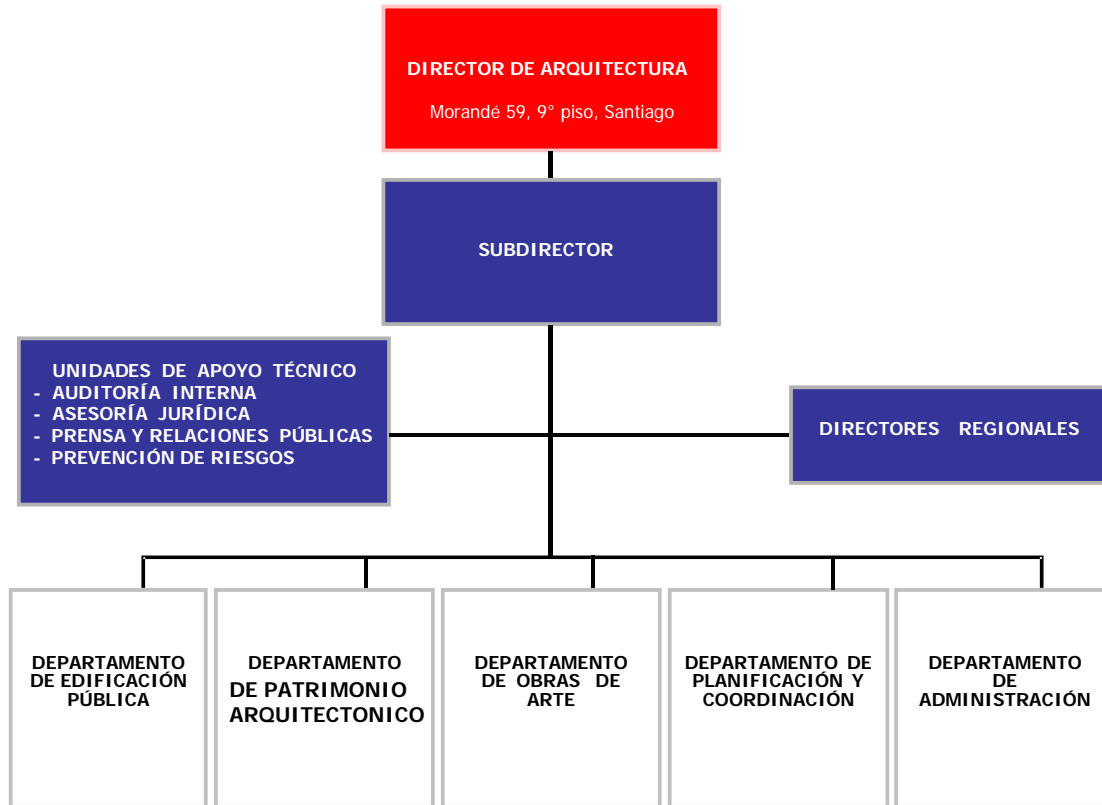 DIRECTOR DE ARQUITECTURA
Morandé 59, 9° piso, Santiago
SUBDIRECTOR
UNIDADES DE APOYO TÉCNICO
- AUDITORÍA INTERNA
- ASESORÍA JURÍDICA
- PRENSA Y RELACIONES PÚBLICAS
- PREVENCIÓN DE RIESGOS
DIRECTORES REGIONALES
DEPARTAMENTO
DE EDIFICACIÓN
PÚBLICA
DEPARTAMENTO
DE PATRIMONIO
ARQUITECTONICO
DEPARTAMENTO
DE OBRAS DE
ARTE
DEPARTAMENTO DE
PLANIFICACIÓN Y
COORDINACIÓN
DEPARTAMENTO
DE
ADMINISTRACIÓN